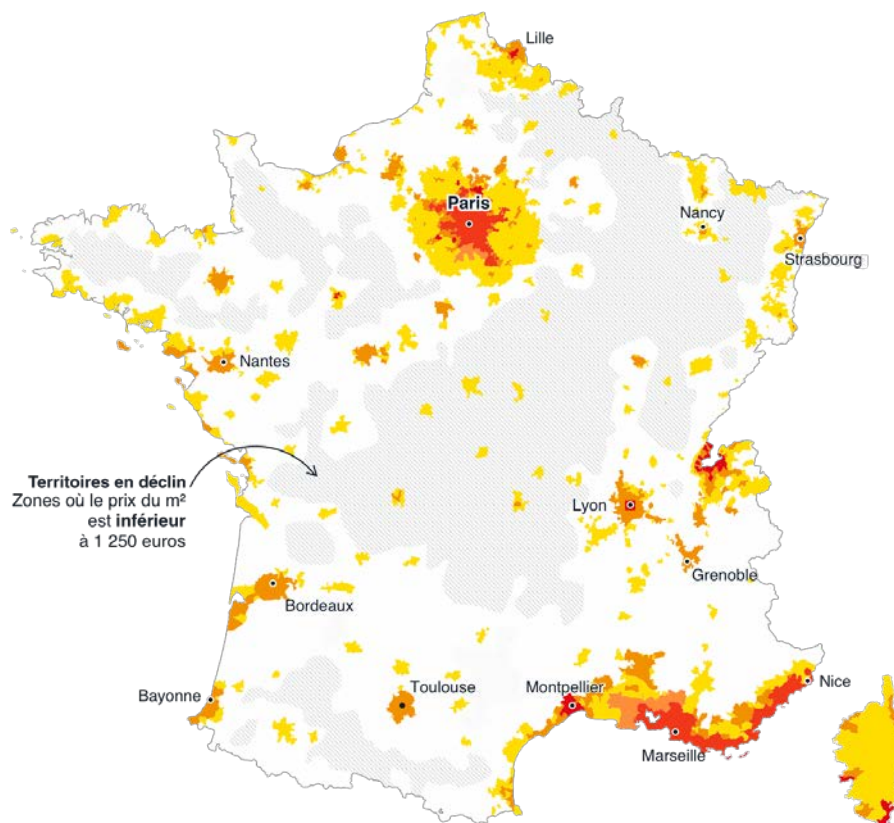 Lille
Paris
Nancy
Strasbourg
Nantes
Territoires en déclin
Zones où le prix du m²
est inférieur
à 1 250 euros
Lyon
Grenoble
Bordeaux
Bayonne
Toulouse
Montpellier
Nice
Marseille